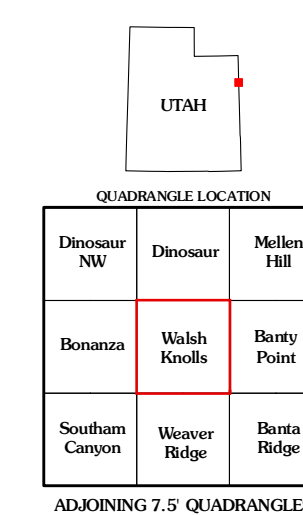 UTAH
QUADRANGLE LOCATION
Dinosaur NW
Dinosaur
Mellen Hill
Bonanza
Walsh Knolls
Banty Point
Southam Canyon
Weaver Ridge
Banta Ridge
ADJOINING 7.5' QUADRANGLES